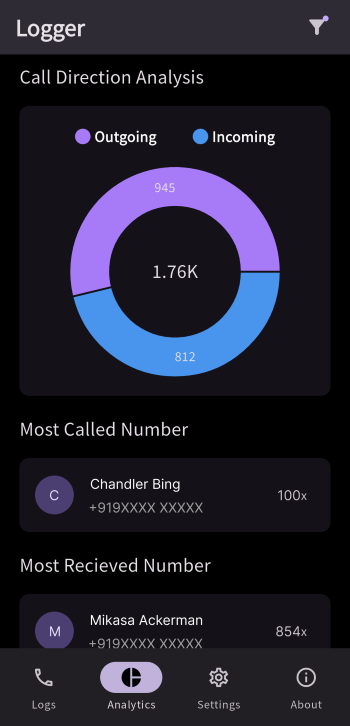 Logger
Call Direction Analysis
Outgoing Incoming
945
1.76K
812
Most Called Number
C
Chandler Bing
+919XXXX XXXXX
100x
Most Recieved Number
M
Mikasa Ackerman
+919XXXX XXXXX
854x
Logs Analytics Settings About